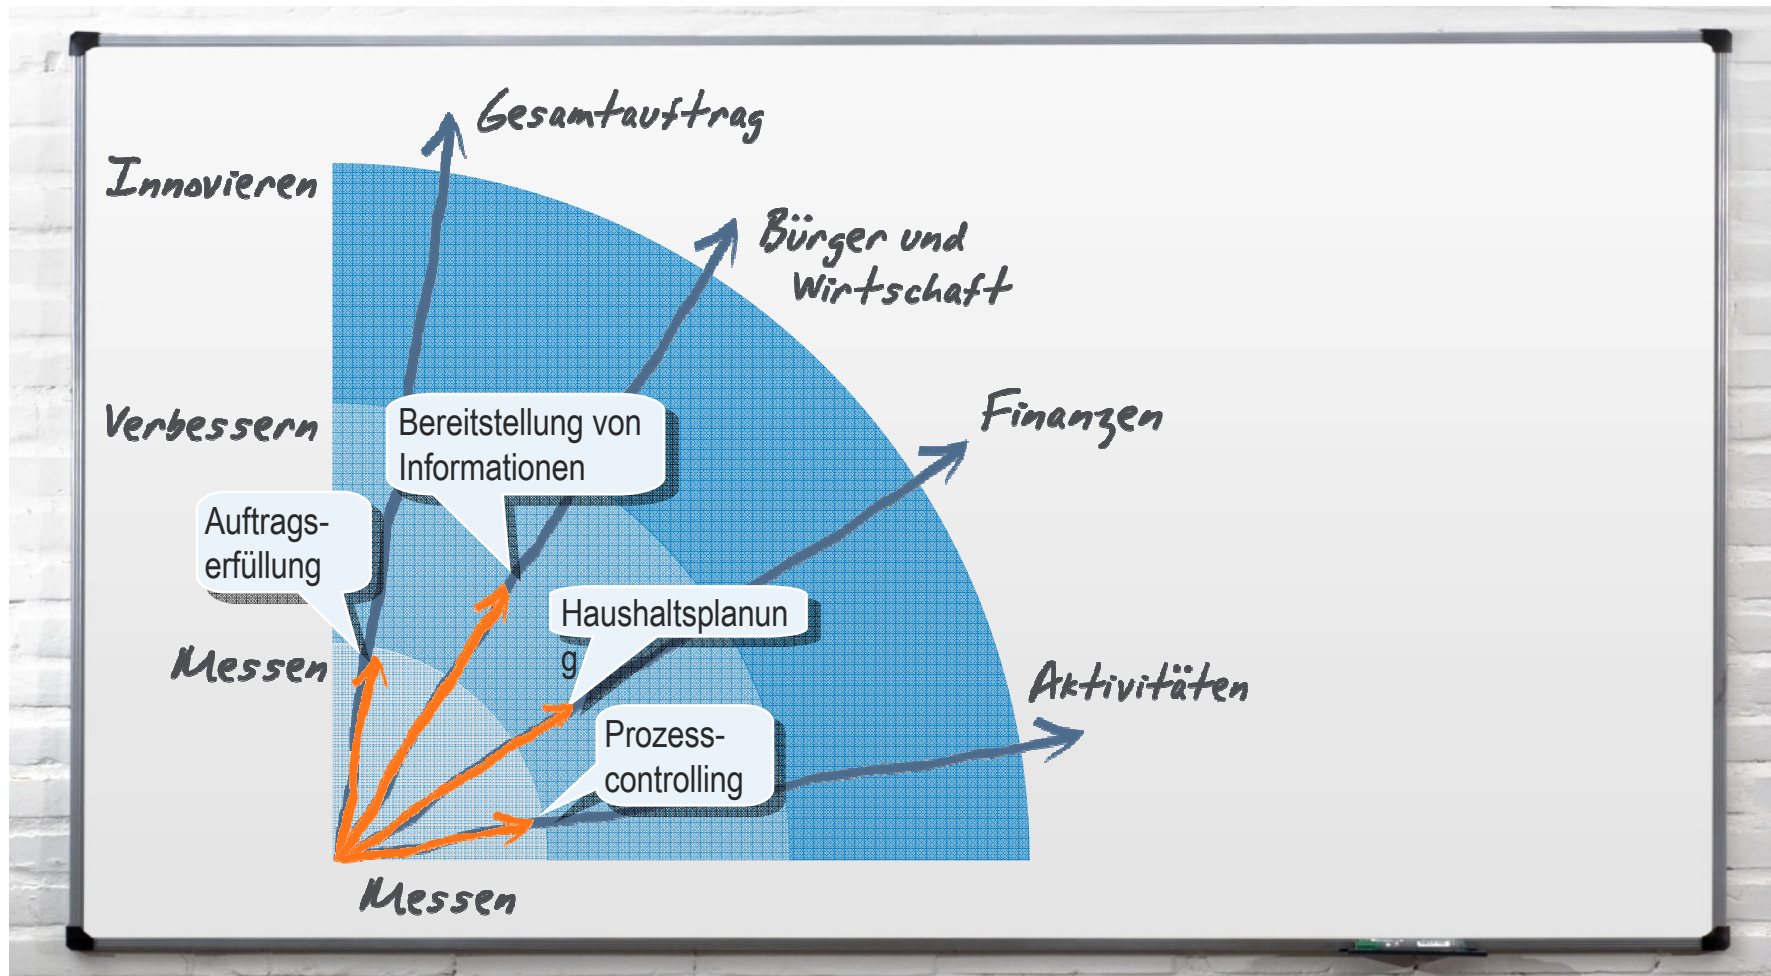 Gesamtauftrag
Innovieren
Bürger und
Wirtschaft
Finanzen
Verbessern
Bereitstellung von
Informationen
Auftrags-
erfüllung
Haushaltsplanun
g
Messen
Aktivitäten
Prozess-
controlling
Messen